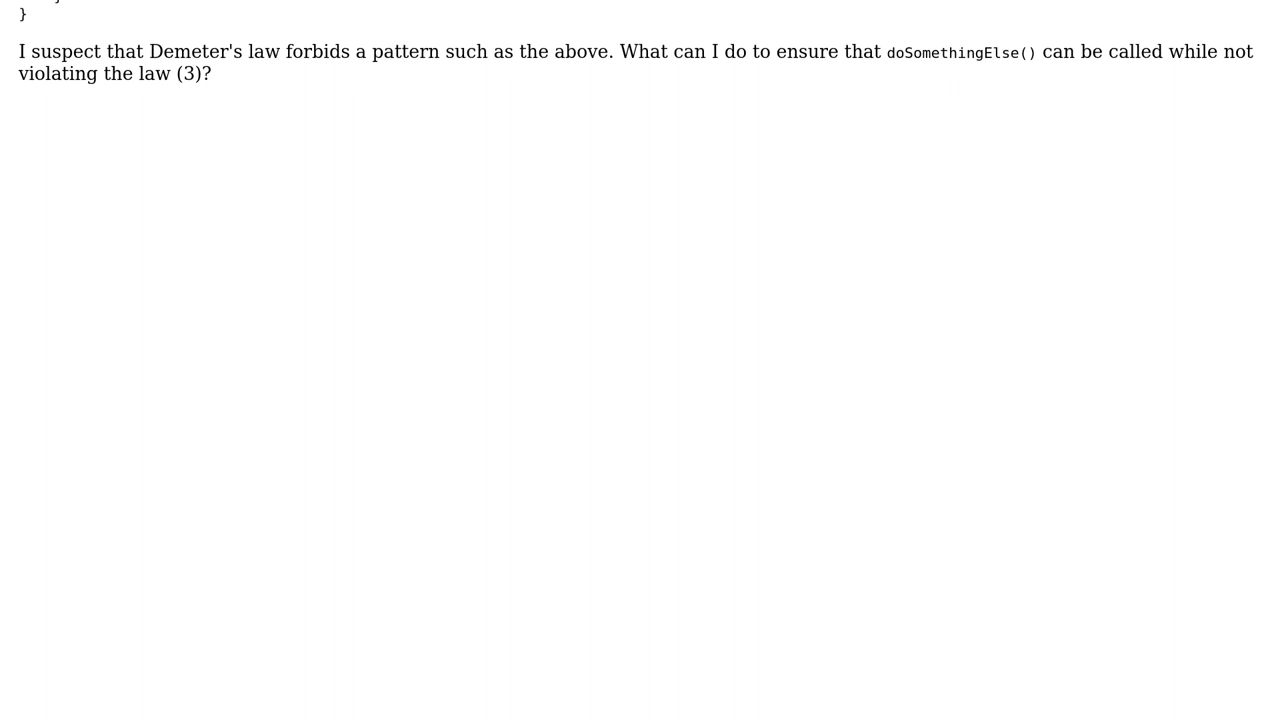 }
I suspect that Demeter's law forbids a pattern such as the above. What can I do to ensure that doSomethingElse() can be called while not
violating the law (3)?